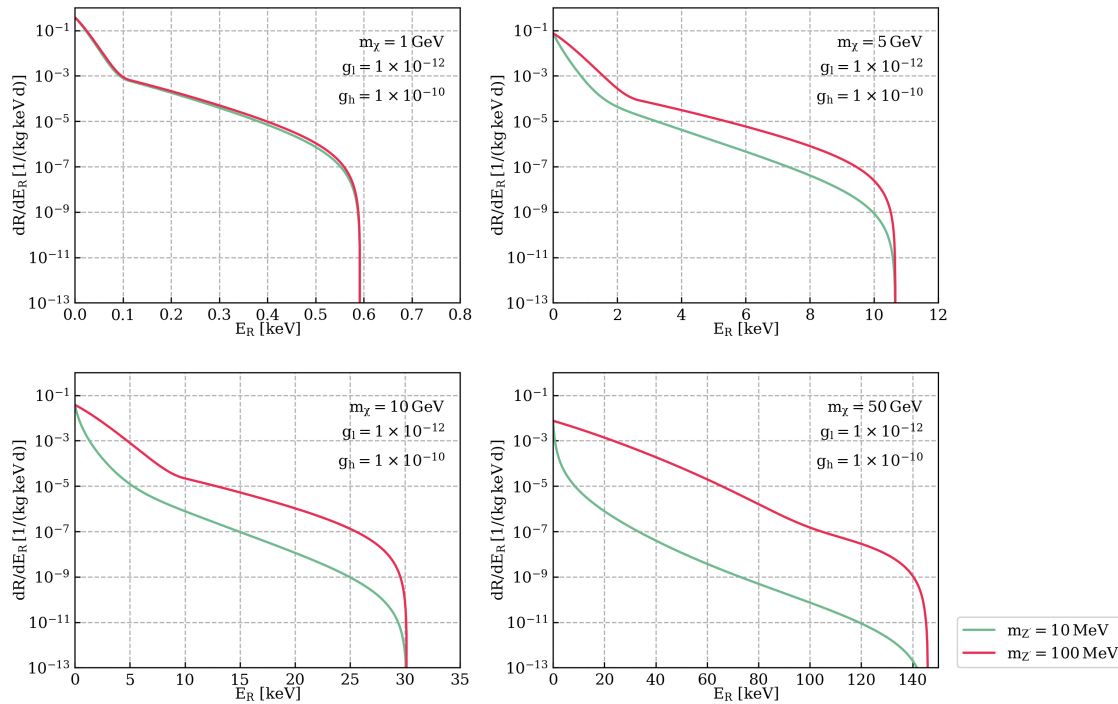 10⁻¹
10⁻³
10⁻⁵
10⁻⁷
10⁻⁹
10⁻¹¹
10⁻¹³
dR/dE_R [1/(kg keV d)]
m_χ = 1 GeV
g_l = 1 × 10⁻¹²
g_h = 1 × 10⁻¹⁰
0.0 0.1 0.2 0.3 0.4 0.5 0.6 0.7 0.8
E_R [keV]
10⁻¹
10⁻³
10⁻⁵
10⁻⁷
10⁻⁹
10⁻¹¹
10⁻¹³
dR/dE_R [1/(kg keV d)]
m_χ = 5 GeV
g_l = 1 × 10⁻¹²
g_h = 1 × 10⁻¹⁰
0 2 4 6 8 10 12
E_R [keV]
10⁻¹
10⁻³
10⁻⁵
10⁻⁷
10⁻⁹
10⁻¹¹
10⁻¹³
dR/dE_R [1/(kg keV d)]
m_χ = 10 GeV
g_l = 1 × 10⁻¹²
g_h = 1 × 10⁻¹⁰
0 5 10 15 20 25 30 35
E_R [keV]
10⁻¹
10⁻³
10⁻⁵
10⁻⁷
10⁻⁹
10⁻¹¹
10⁻¹³
dR/dE_R [1/(kg keV d)]
m_χ = 50 GeV
g_l = 1 × 10⁻¹²
g_h = 1 × 10⁻¹⁰
0 20 40 60 80 100 120 140
E_R [keV]
m_Z′ = 10 MeV
m_Z′ = 100 MeV